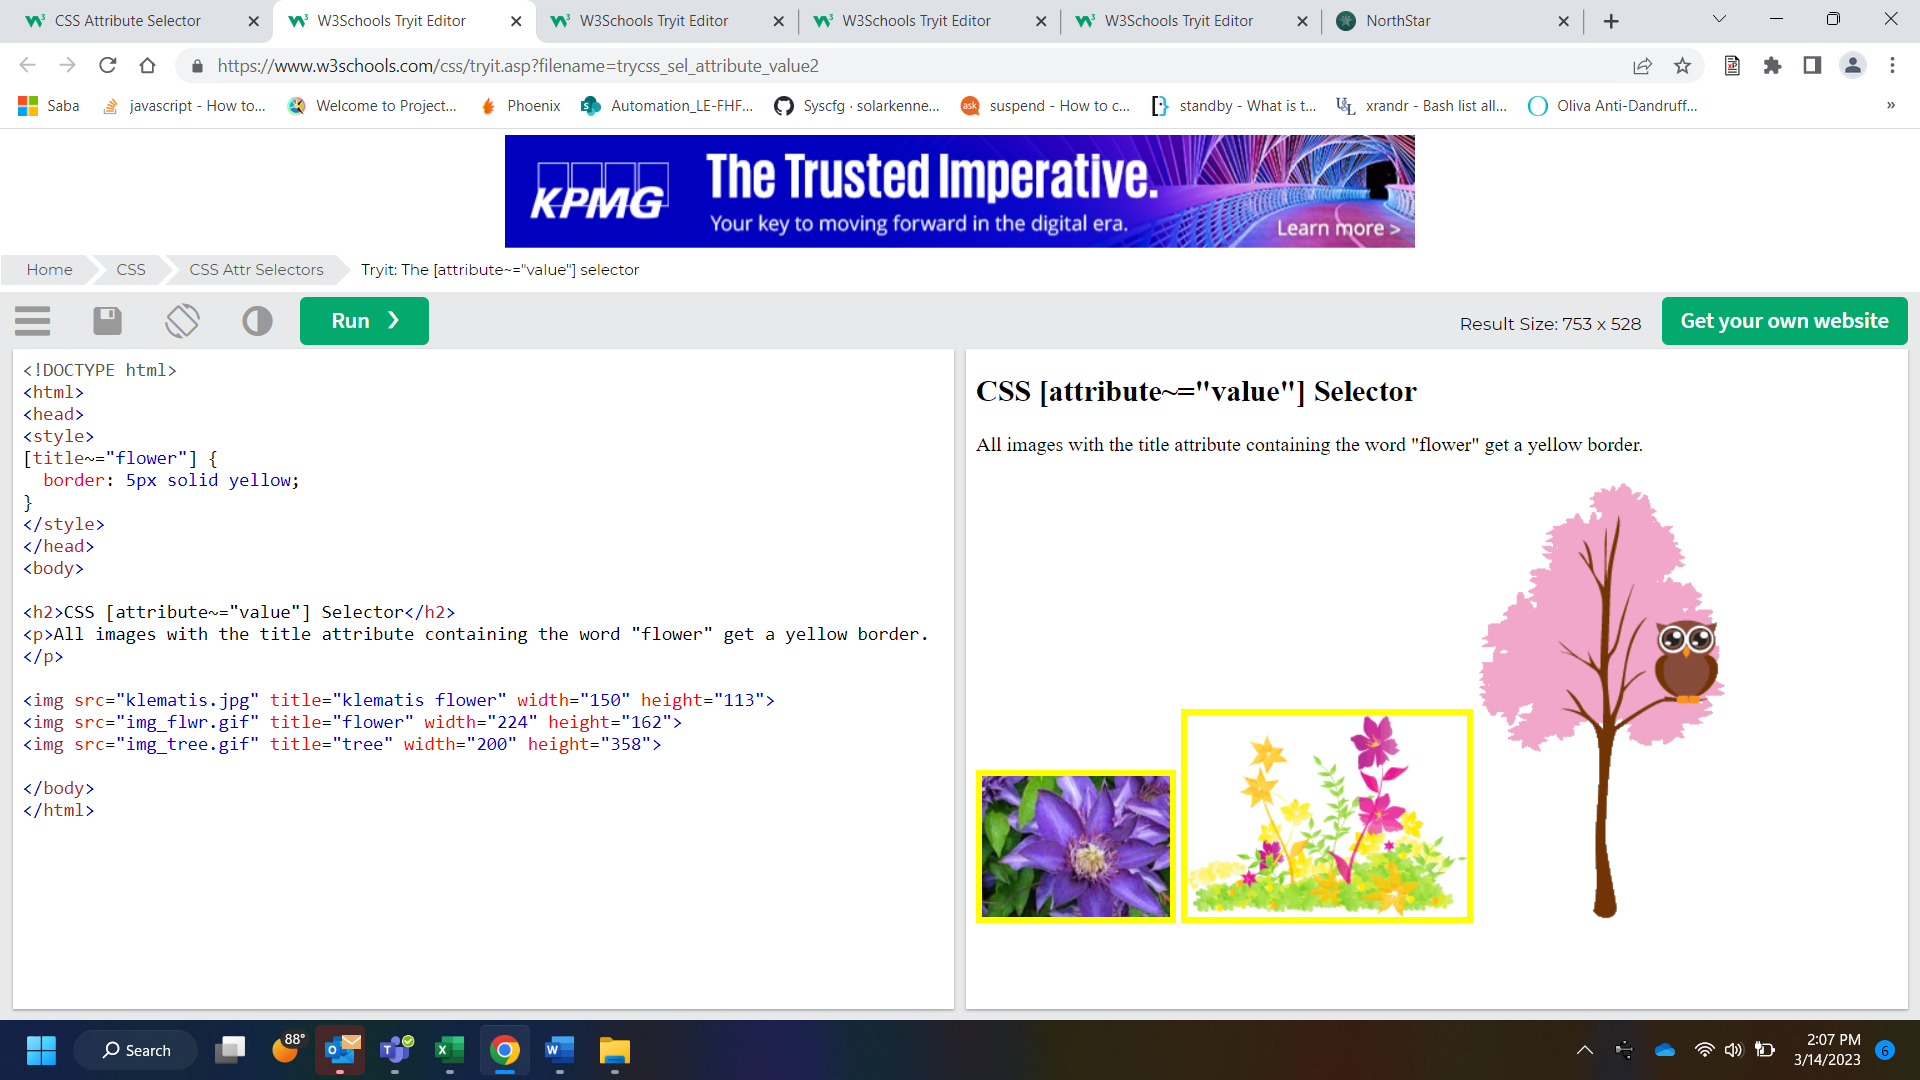 CSS Attribute Selector
W3Schools Tryit Editor
W3Schools Tryit Editor
W3Schools Tryit Editor
W3Schools Tryit Editor
NorthStar
https://www.w3schools.com/css/tryit.asp?filename=trycss_sel_attribute_value2
Saba
javascript - How to...
Welcome to Project...
Phoenix
Automation_LE-FHF...
Syscfg · solarkenne...
ask
suspend - How to c...
standby - What is t...
UL
xrandr - Bash list all...
Oliva Anti-Dandruff...
»
KPMG
The Trusted Imperative.
Your key to moving forward in the digital era.
Learn more >
Home
CSS
CSS Attr Selectors
Tryit: The [attribute~="value"] selector
Run ❯
Result Size: 753 x 528
Get your own website
<!DOCTYPE html>
<html>
<head>
<style>
[title~="flower"] {
  border: 5px solid yellow;
}
</style>
</head>
<body>
<h2>CSS [attribute~="value"] Selector</h2>
<p>All images with the title attribute containing the word "flower" get a yellow border.
</p>
<img src="klematis.jpg" title="klematis flower" width="150" height="113">
<img src="img_flwr.gif" title="flower" width="224" height="162">
<img src="img_tree.gif" title="tree" width="200" height="358">
</body>
</html>
CSS [attribute~="value"] Selector
All images with the title attribute containing the word "flower" get a yellow border.
Search
88°
2:07 PM
3/14/2023
6